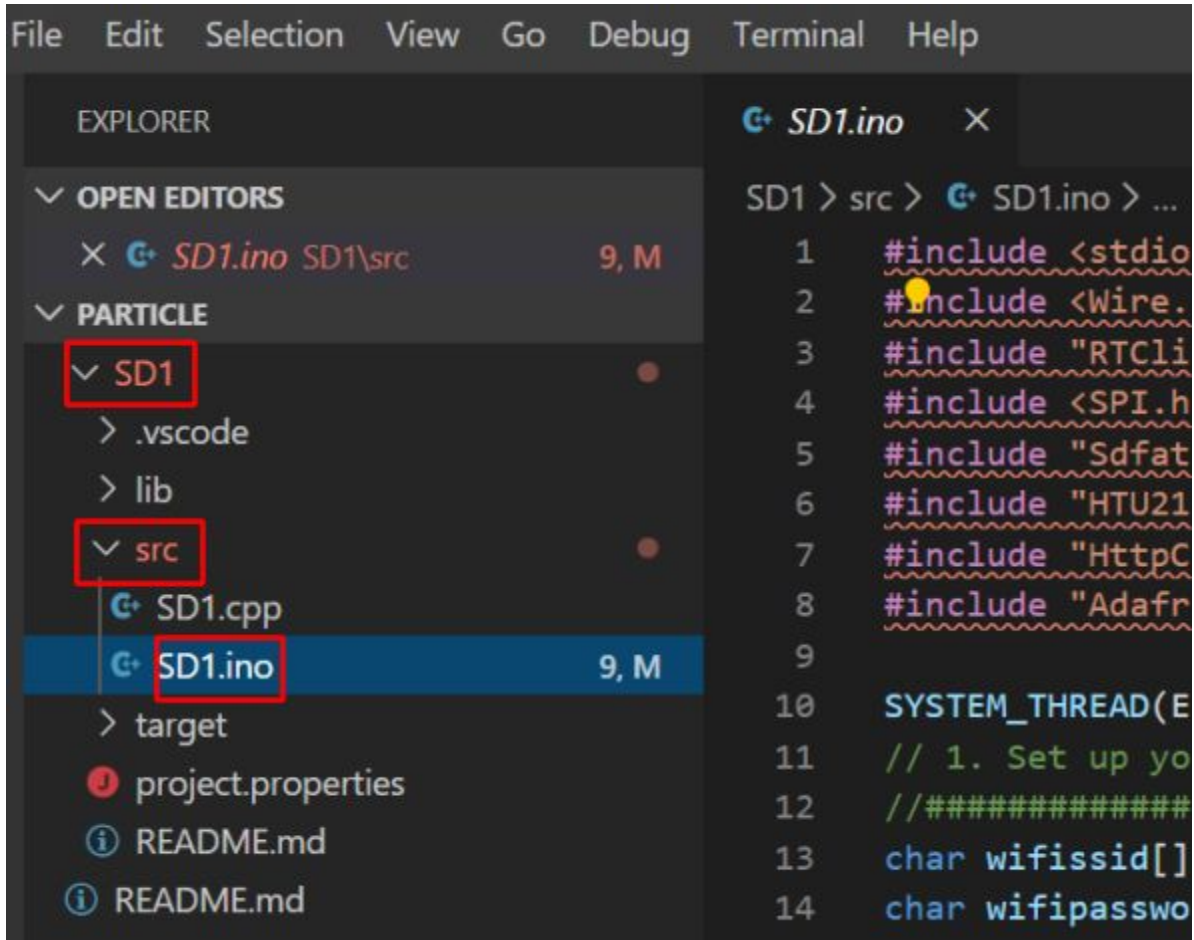 File Edit Selection View Go Debug Terminal Help
EXPLORER
OPEN EDITORS
SD1.ino SD1\src 9, M
PARTICLE
SD1
.vscode
lib
src
SD1.cpp
SD1.ino 9, M
target
project.properties
README.md
README.md
SD1.ino
SD1 > src > SD1.ino > ...
1 #include <stdio
2 #include <Wire.
3 #include "RTCli
4 #include <SPI.h
5 #include "Sdfat
6 #include "HTU21
7 #include "HttpC
8 #include "Adafr
9
10 SYSTEM_THREAD(E
11 // 1. Set up yo
12 //#############
13 char wifissid[]
14 char wifipasswo